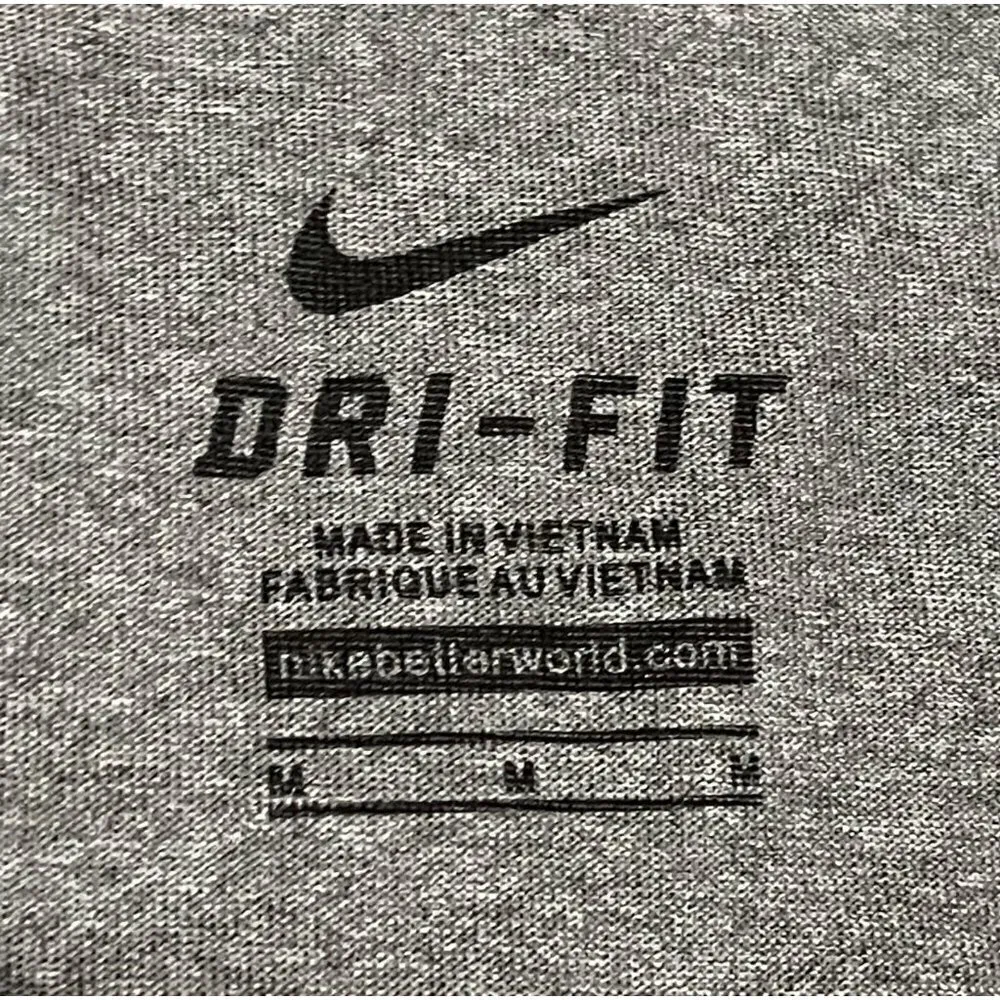 DRI-FIT
MADE IN VIETNAM
FABRIQUE AU VIETNAM
nikebetterworld.com
M M M